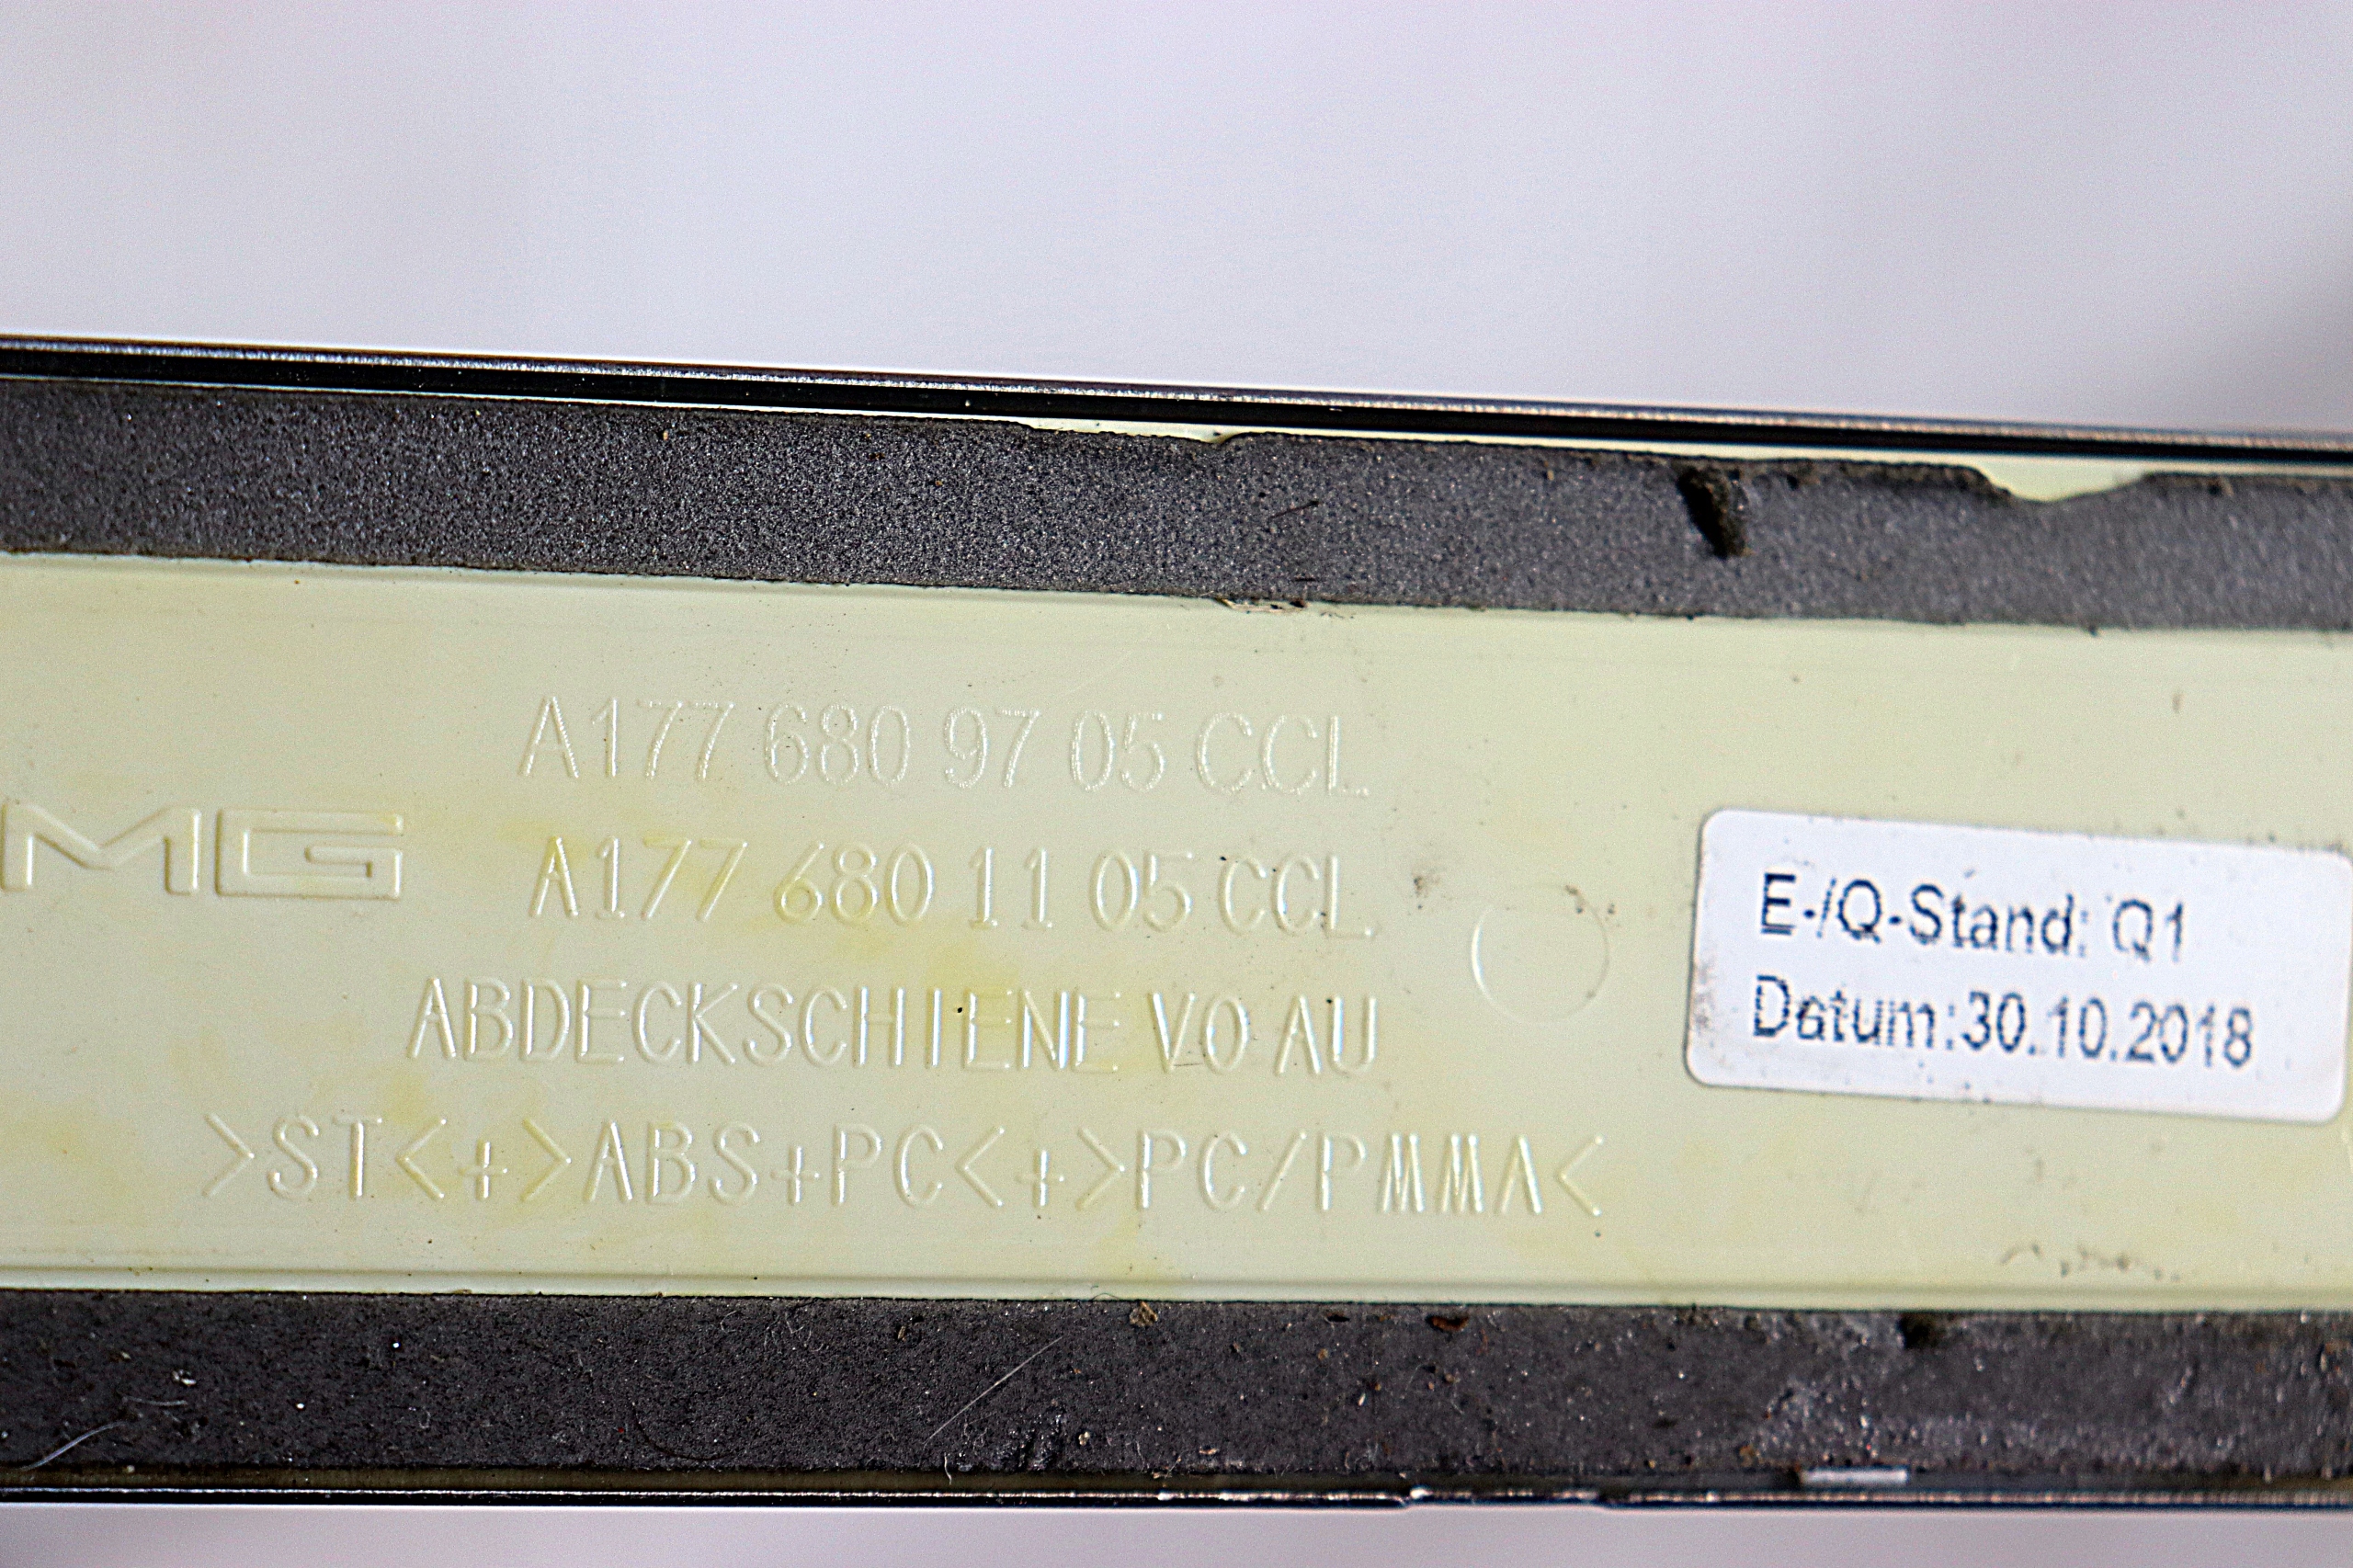 A177 680 97 05 CCL
MG
A177 680 11 05 CCL
ABDECKSCHIENE VO AU
>ST<+>ABS+PC<+>PC/PMMA<
E-/Q-Stand: Q1
Datum:30.10.2018